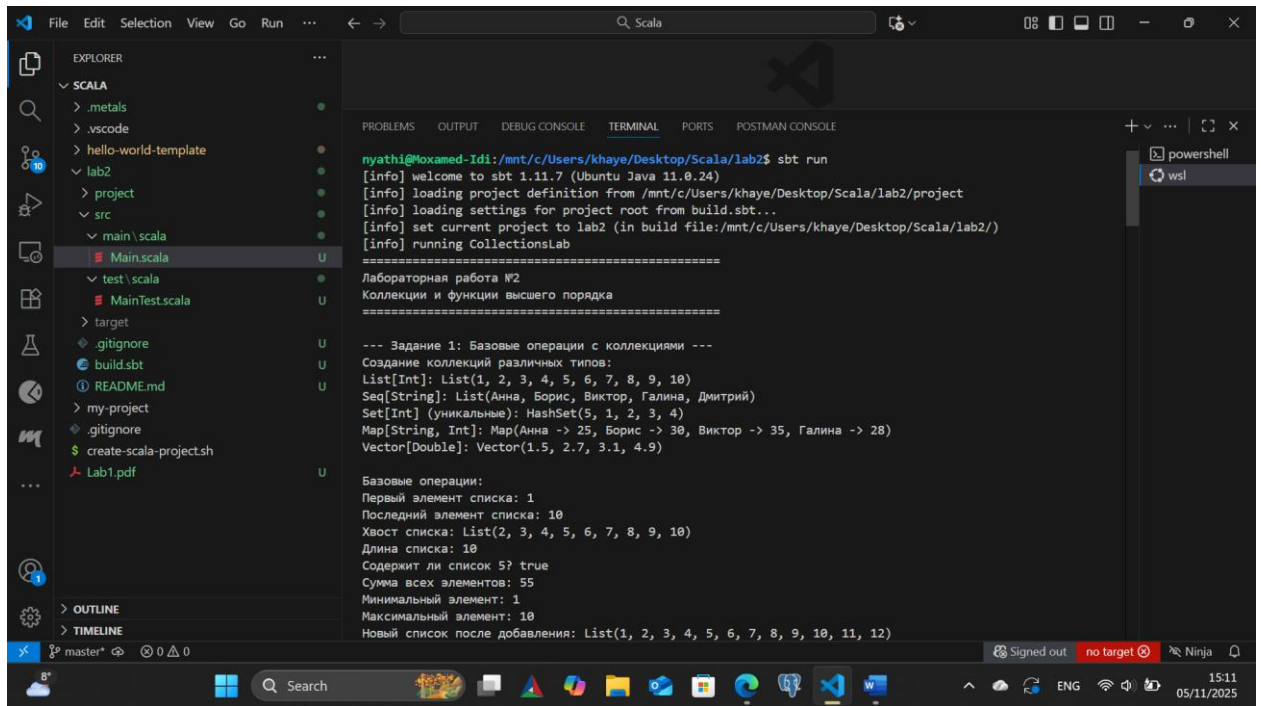 File Edit Selection View Go Run ··· Scala
EXPLORER ···
SCALA
.metals
.vscode
hello-world-template
lab2
project
src
main\scala
Main.scala U
test\scala
MainTest.scala U
target
.gitignore U
build.sbt U
README.md U
my-project
.gitignore
$ create-scala-project.sh
Lab1.pdf U
OUTLINE
TIMELINE
10
1
PROBLEMS OUTPUT DEBUG CONSOLE TERMINAL PORTS POSTMAN CONSOLE
powershell
wsl
nyathi@Moxamed-Idi:/mnt/c/Users/khaye/Desktop/Scala/lab2$ sbt run
[info] welcome to sbt 1.11.7 (Ubuntu Java 11.0.24)
[info] loading project definition from /mnt/c/Users/khaye/Desktop/Scala/lab2/project
[info] loading settings for project root from build.sbt...
[info] set current project to lab2 (in build file:/mnt/c/Users/khaye/Desktop/Scala/lab2/)
[info] running CollectionsLab
==================================================
Лабораторная работа №2
Коллекции и функции высшего порядка
==================================================
--- Задание 1: Базовые операции с коллекциями ---
Создание коллекций различных типов:
List[Int]: List(1, 2, 3, 4, 5, 6, 7, 8, 9, 10)
Seq[String]: List(Анна, Борис, Виктор, Галина, Дмитрий)
Set[Int] (уникальные): HashSet(5, 1, 2, 3, 4)
Map[String, Int]: Map(Анна -> 25, Борис -> 30, Виктор -> 35, Галина -> 28)
Vector[Double]: Vector(1.5, 2.7, 3.1, 4.9)
Базовые операции:
Первый элемент списка: 1
Последний элемент списка: 10
Хвост списка: List(2, 3, 4, 5, 6, 7, 8, 9, 10)
Длина списка: 10
Содержит ли список 5? true
Сумма всех элементов: 55
Минимальный элемент: 1
Максимальный элемент: 10
Новый список после добавления: List(1, 2, 3, 4, 5, 6, 7, 8, 9, 10, 11, 12)
master* 0 0 Signed out no target Ninja
8° Search ENG 15:11
05/11/2025